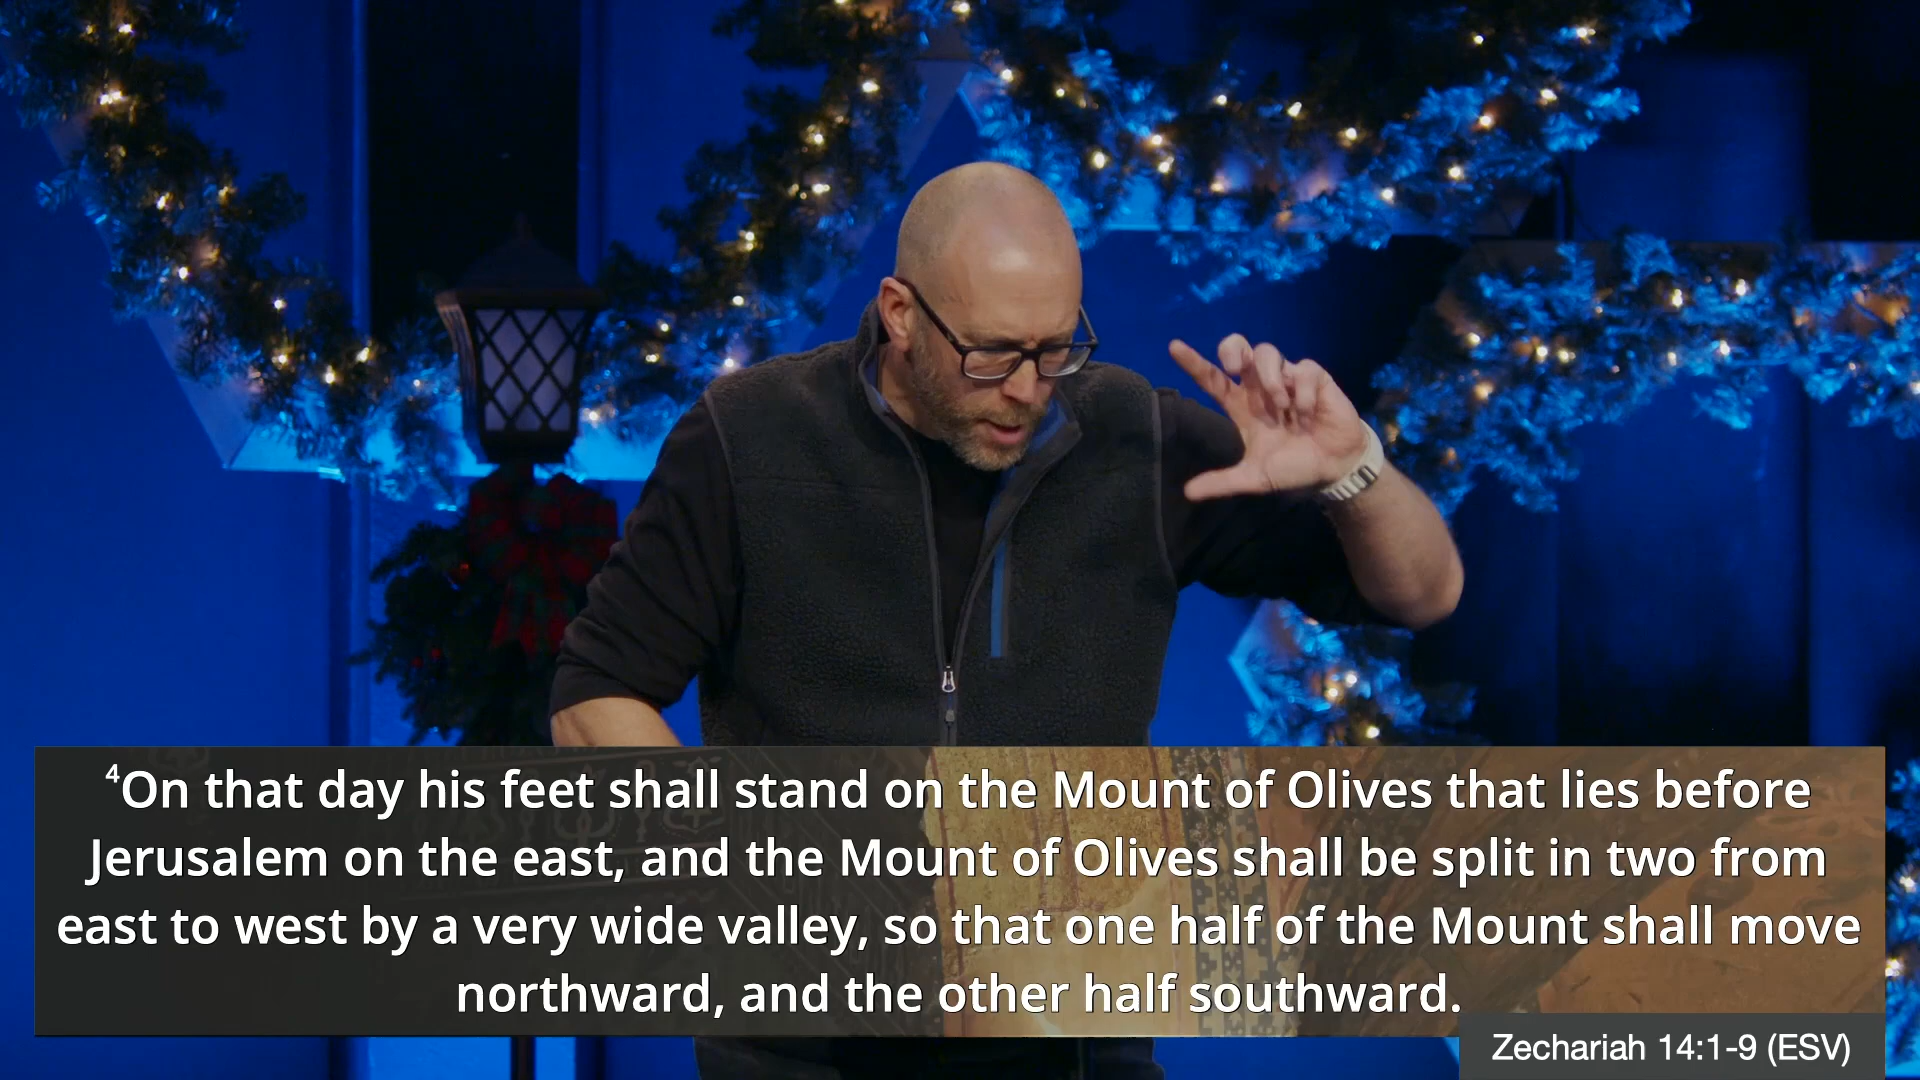 ⁴On that day his feet shall stand on the Mount of Olives that lies before
Jerusalem on the east, and the Mount of Olives shall be split in two from
east to west by a very wide valley, so that one half of the Mount shall move
northward, and the other half southward.
Zechariah 14:1-9 (ESV)